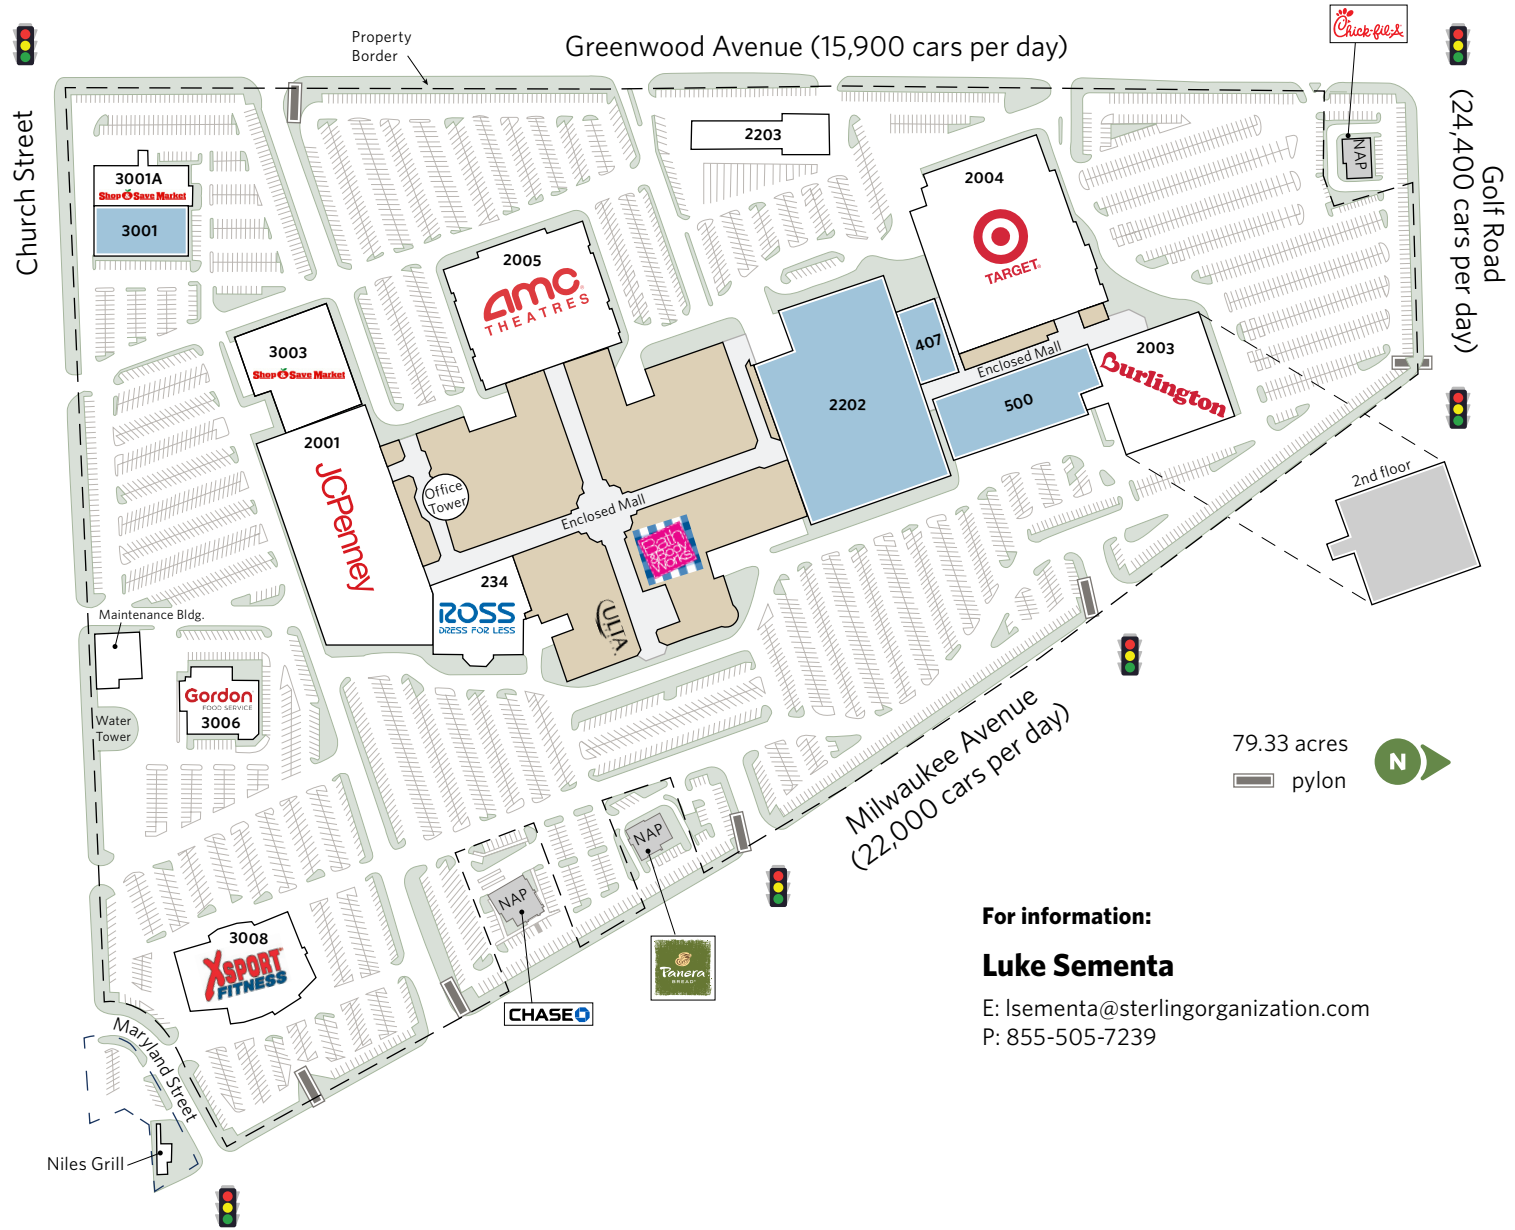 Chick-fil-A
Property
Border
Greenwood Avenue (15,900 cars per day)
Church Street
Golf Road
(24,400 cars per day)
NAP
2203
3001A
Shop & Save Market
3001
2004
TARGET
2005
AMC
THEATRES
3003
Shop & Save Market
407
Enclosed Mall
2003
Burlington
2202
500
2001
JCPenney
Office
Tower
Enclosed Mall
2nd floor
Bath
& Body
Works
234
ROSS
DRESS FOR LESS
ULTA
Maintenance Bldg.
Gordon
FOOD SERVICE
3006
Water
Tower
Milwaukee Avenue
(22,000 cars per day)
79.33 acres
N
pylon
NAP
NAP
3008
XSPORT
FITNESS
Panera
BREAD
CHASE
Maryland Street
Niles Grill
For information:
Luke Sementa
E: lsementa@sterlingorganization.com
P: 855-505-7239